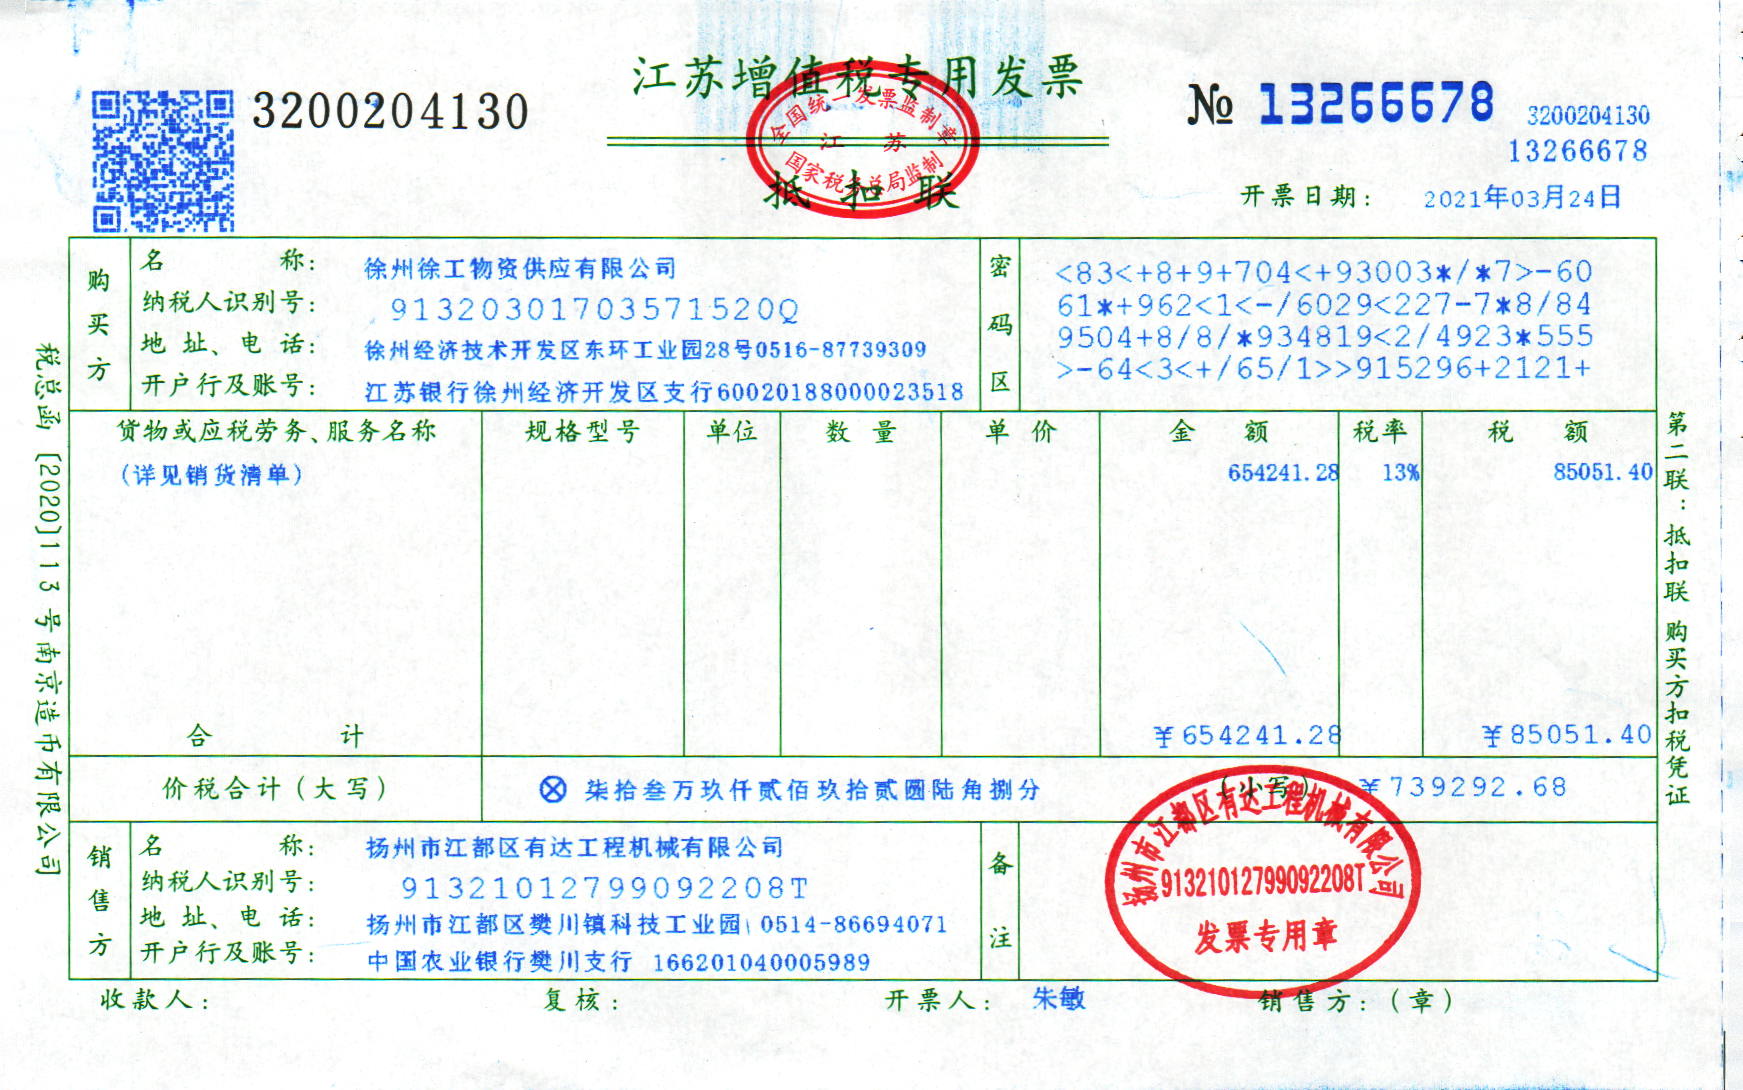 江苏增值税专用发票
3200204130
№ 13266678
3200204130
13266678
全国统一发票监制章
江 苏
国家税务总局监制
抵扣联
开票日期: 2021年03月24日
购买方
名 称: 徐州徐工物资供应有限公司
纳税人识别号: 91320301703571520Q
地 址、电 话: 徐州经济技术开发区东环工业园28号0516-87739309
开户行及账号: 江苏银行徐州经济开发区支行60020188000023518
密码区
<83<+8+9+704<+93003*/*7>-60
61*+962<1<-/6029<227-7*8/84
9504+8/8/*934819<2/4923*555
>-64<3<+/65/1>>915296+2121+
货物或应税劳务、服务名称 规格型号 单位 数 量 单 价 金 额 税率 税 额
(详见销货清单) 654241.28 13% 85051.40
合 计 ¥654241.28 ¥85051.40
价税合计(大写) ⊗柒拾叁万玖仟贰佰玖拾贰圆陆角捌分 (小写) ¥739292.68
销售方
名 称: 扬州市江都区有达工程机械有限公司
纳税人识别号: 91321012799092208T
地 址、电 话: 扬州市江都区樊川镇科技工业园 0514-86694071
开户行及账号: 中国农业银行樊川支行 166201040005989
备注
扬州市江都区有达工程机械有限公司
91321012799092208T
发票专用章
收款人: 复核: 开票人: 朱敏 销售方:(章)
税总函〔2020〕113号南京造币有限公司
第二联:抵扣联 购买方扣税凭证